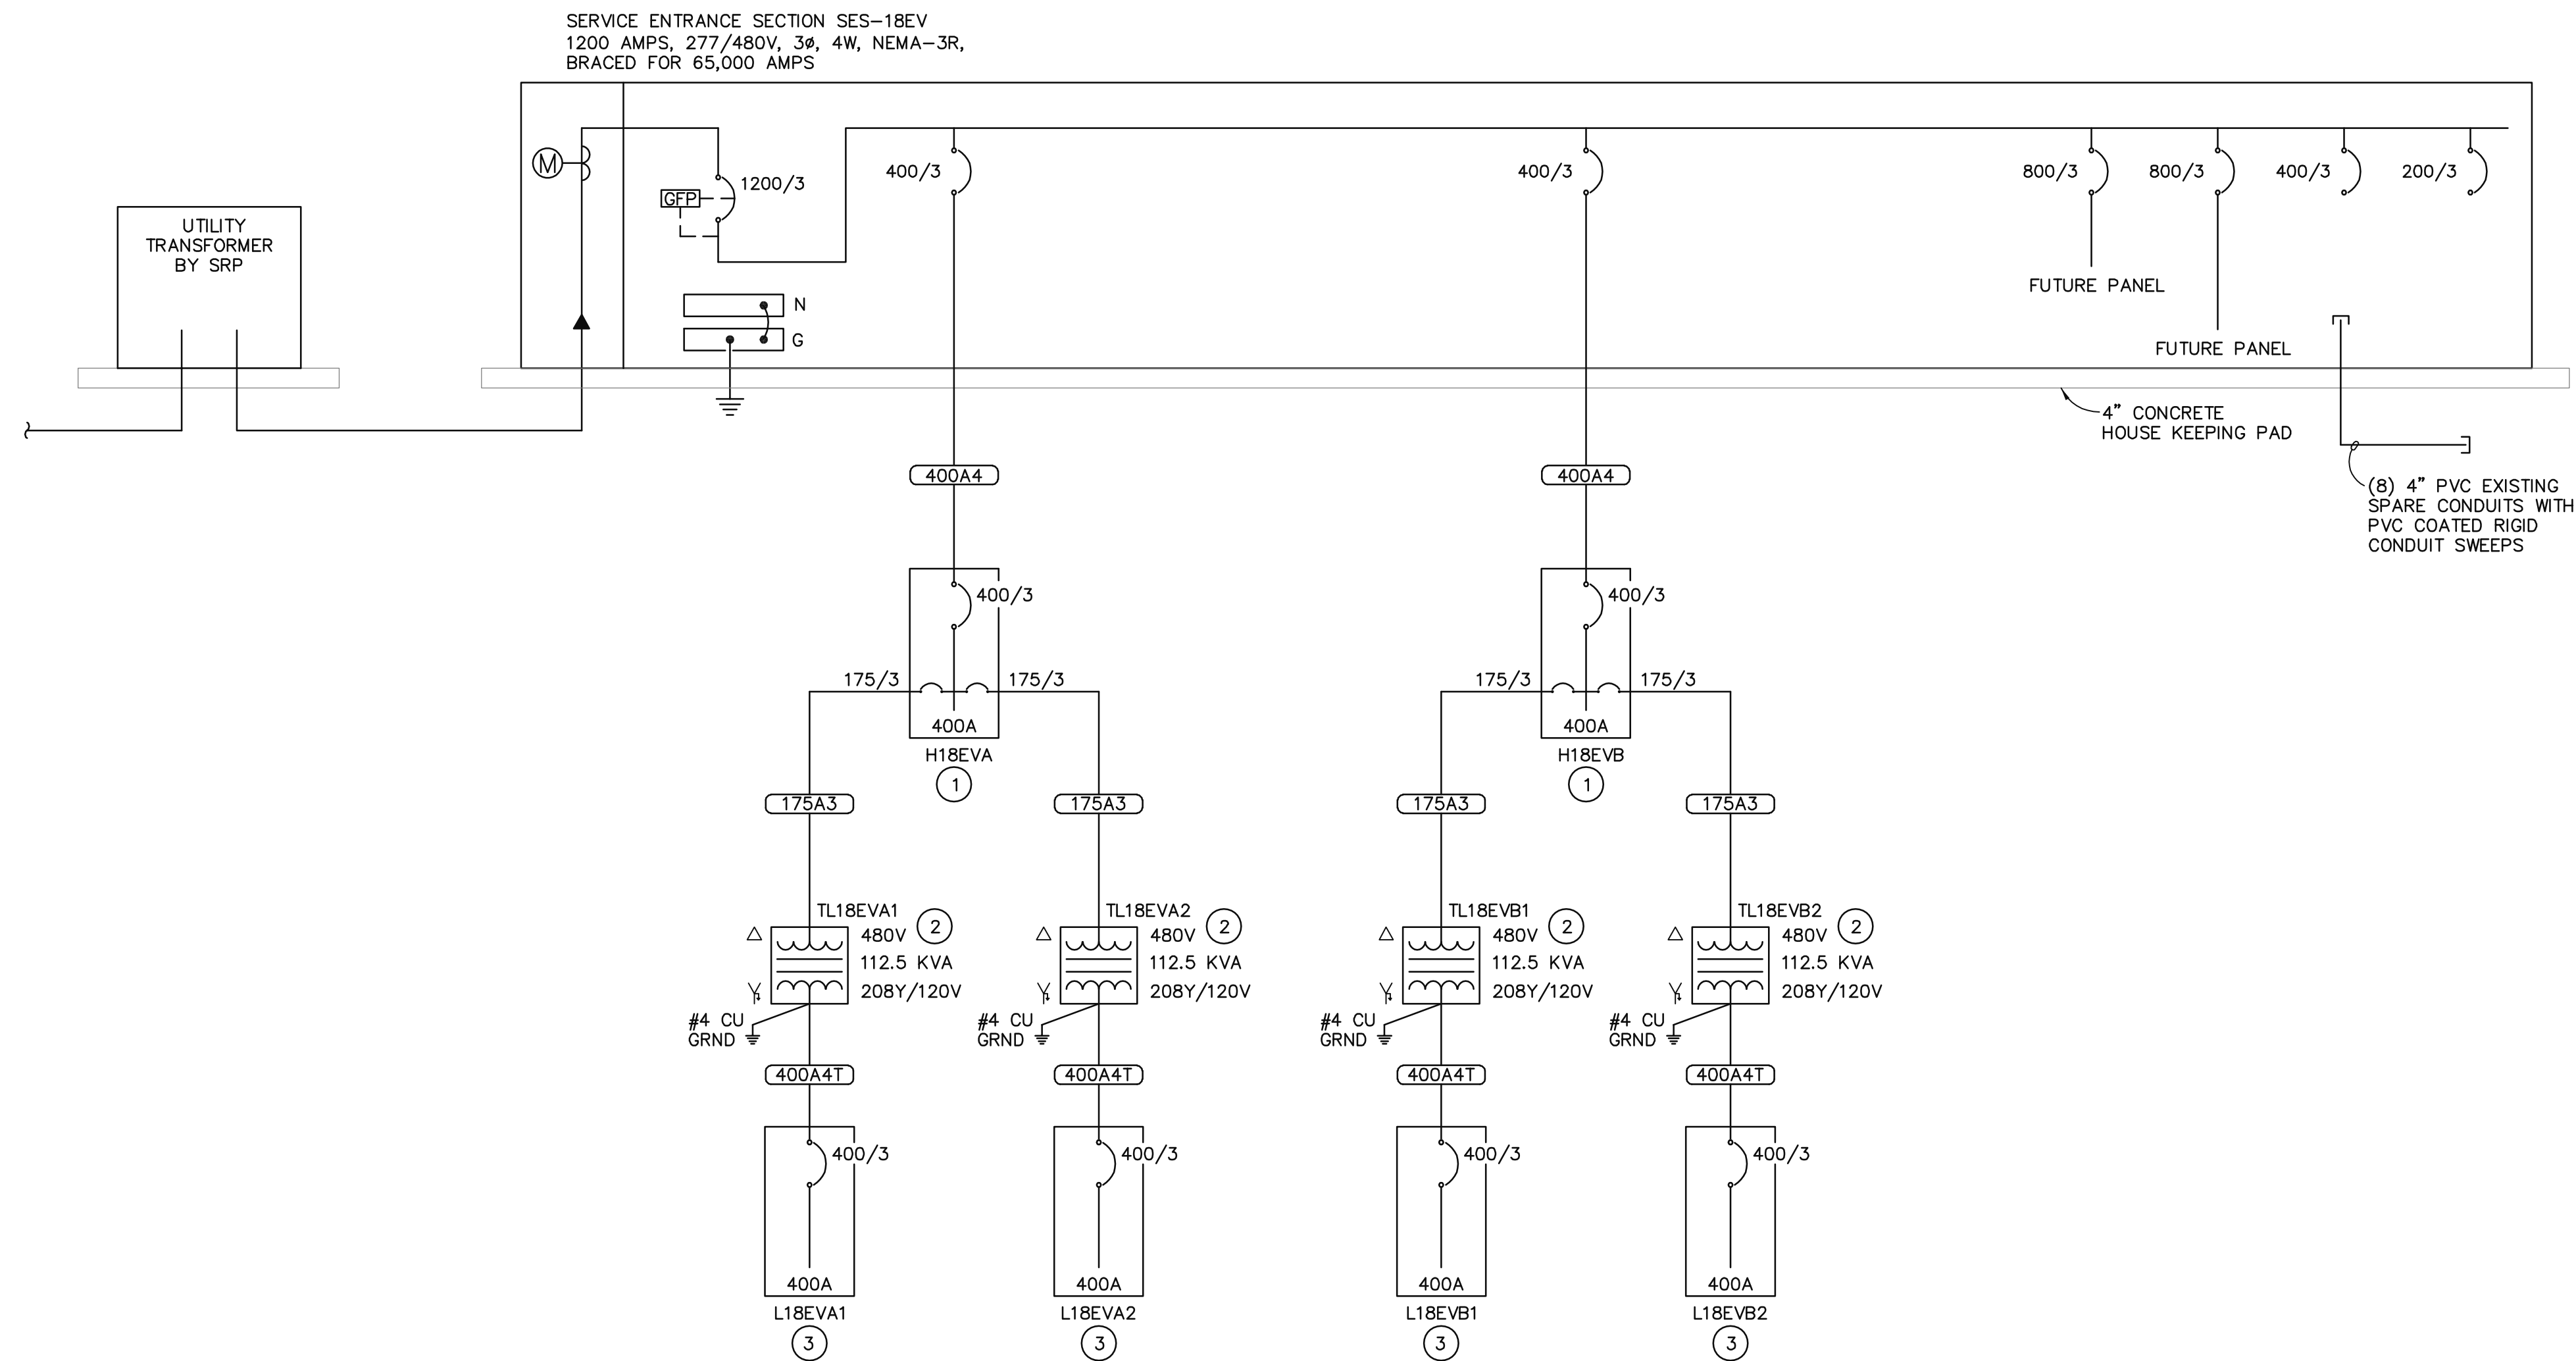 SERVICE ENTRANCE SECTION SES-18EV
1200 AMPS, 277/480V, 3ø, 4W, NEMA-3R,
BRACED FOR 65,000 AMPS
UTILITY
TRANSFORMER
BY SRP
M
GFP
1200/3
N
G
400/3
400/3
800/3
800/3
400/3
200/3
FUTURE PANEL
FUTURE PANEL
4" CONCRETE
HOUSE KEEPING PAD
(8) 4" PVC EXISTING
SPARE CONDUITS WITH
PVC COATED RIGID
CONDUIT SWEEPS
400A4
400A4
400/3
175/3
175/3
400A
H18EVA
1
400/3
175/3
175/3
400A
H18EVB
1
175A3
175A3
175A3
175A3
TL18EVA1
2
480V
112.5 KVA
208Y/120V
#4 CU
GRND
TL18EVA2
2
480V
112.5 KVA
208Y/120V
#4 CU
GRND
TL18EVB1
2
480V
112.5 KVA
208Y/120V
#4 CU
GRND
TL18EVB2
2
480V
112.5 KVA
208Y/120V
#4 CU
GRND
400A4T
400A4T
400A4T
400A4T
400/3
400A
L18EVA1
3
400/3
400A
L18EVA2
3
400/3
400A
L18EVB1
3
400/3
400A
L18EVB2
3